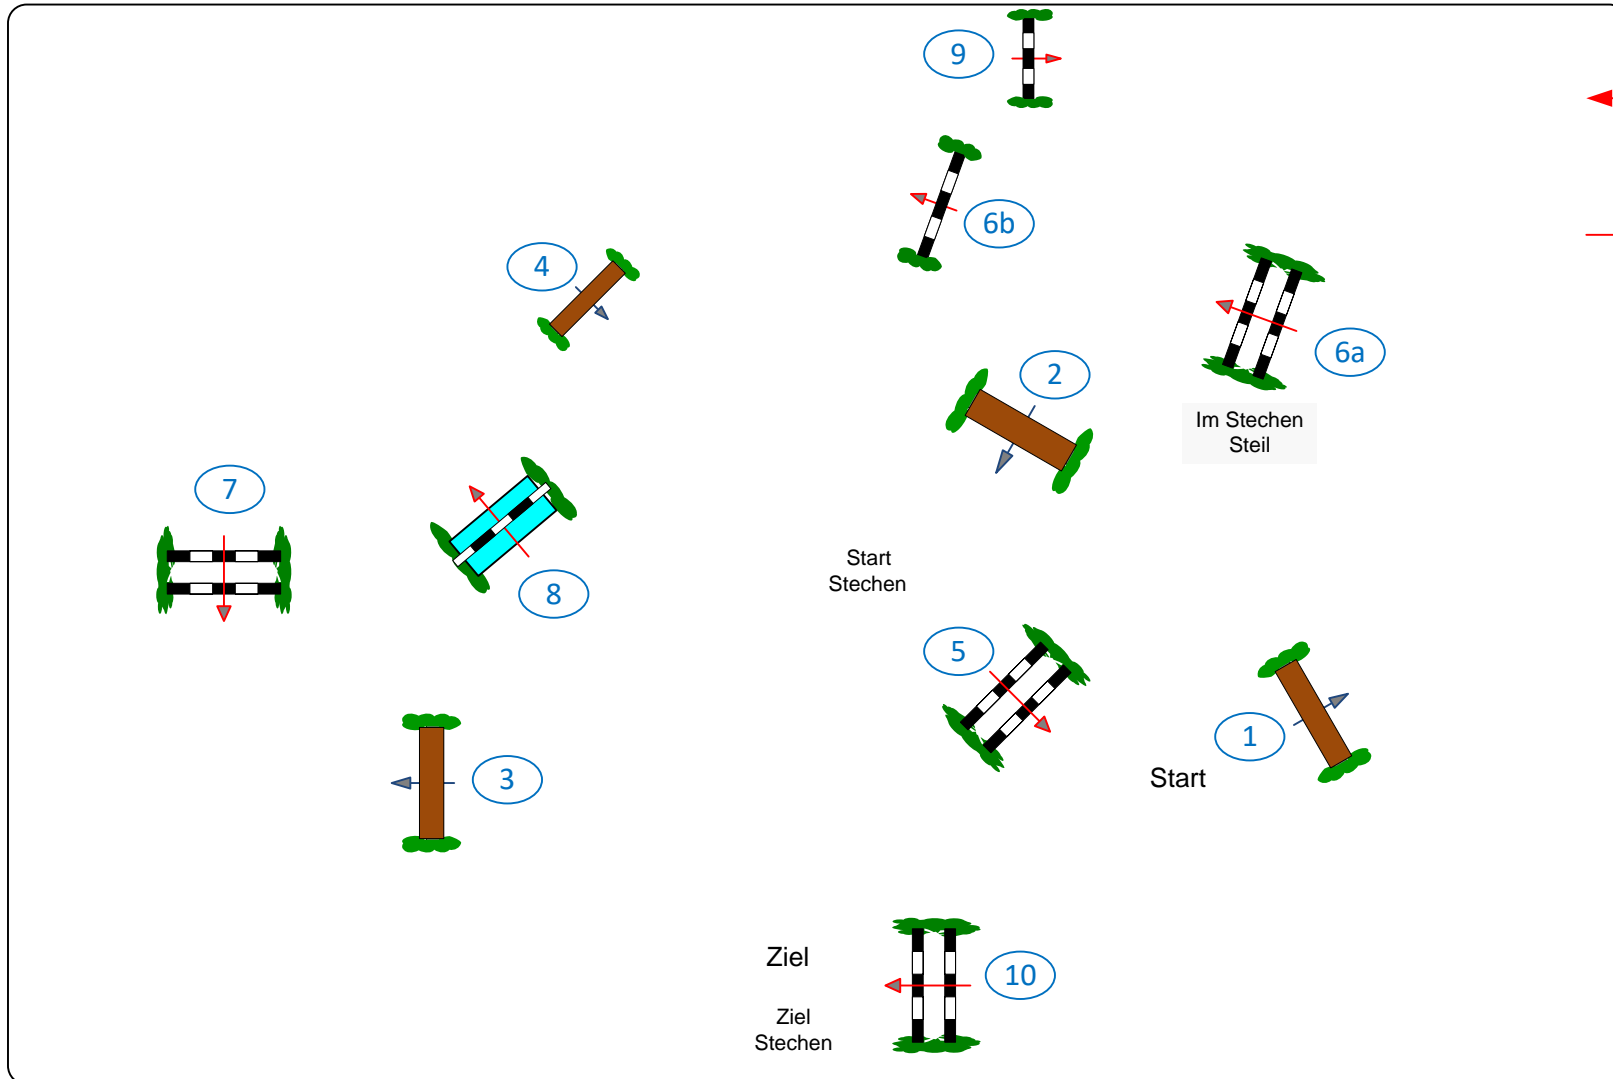 9
6b
4
6a
2
Im Stechen
Steil
7
Start
Stechen
8
5
1
Start
3
Ziel
10
Ziel
Stechen